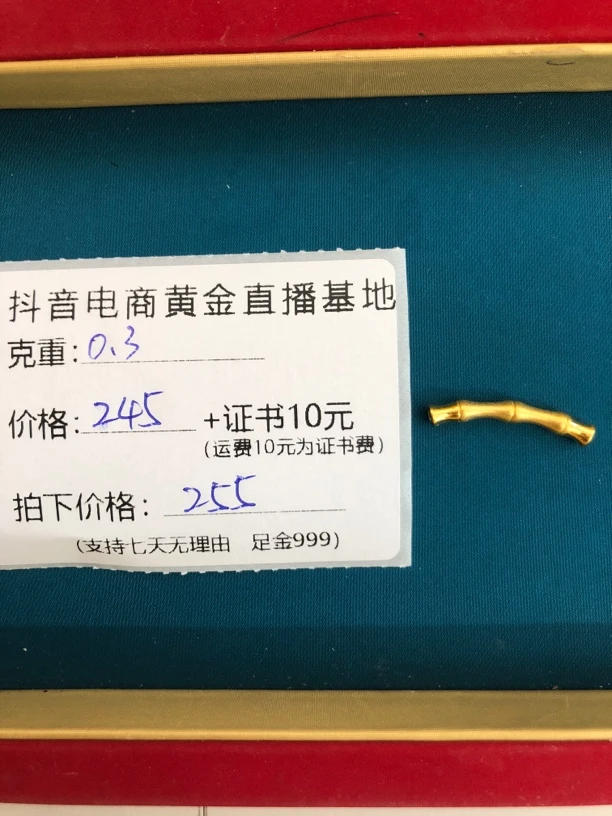 抖音电商黄金直播基地
克重：0.3
价格：245 +证书10元
（运费10元为证书费）
拍下价格：255
（支持七天无理由 足金999）